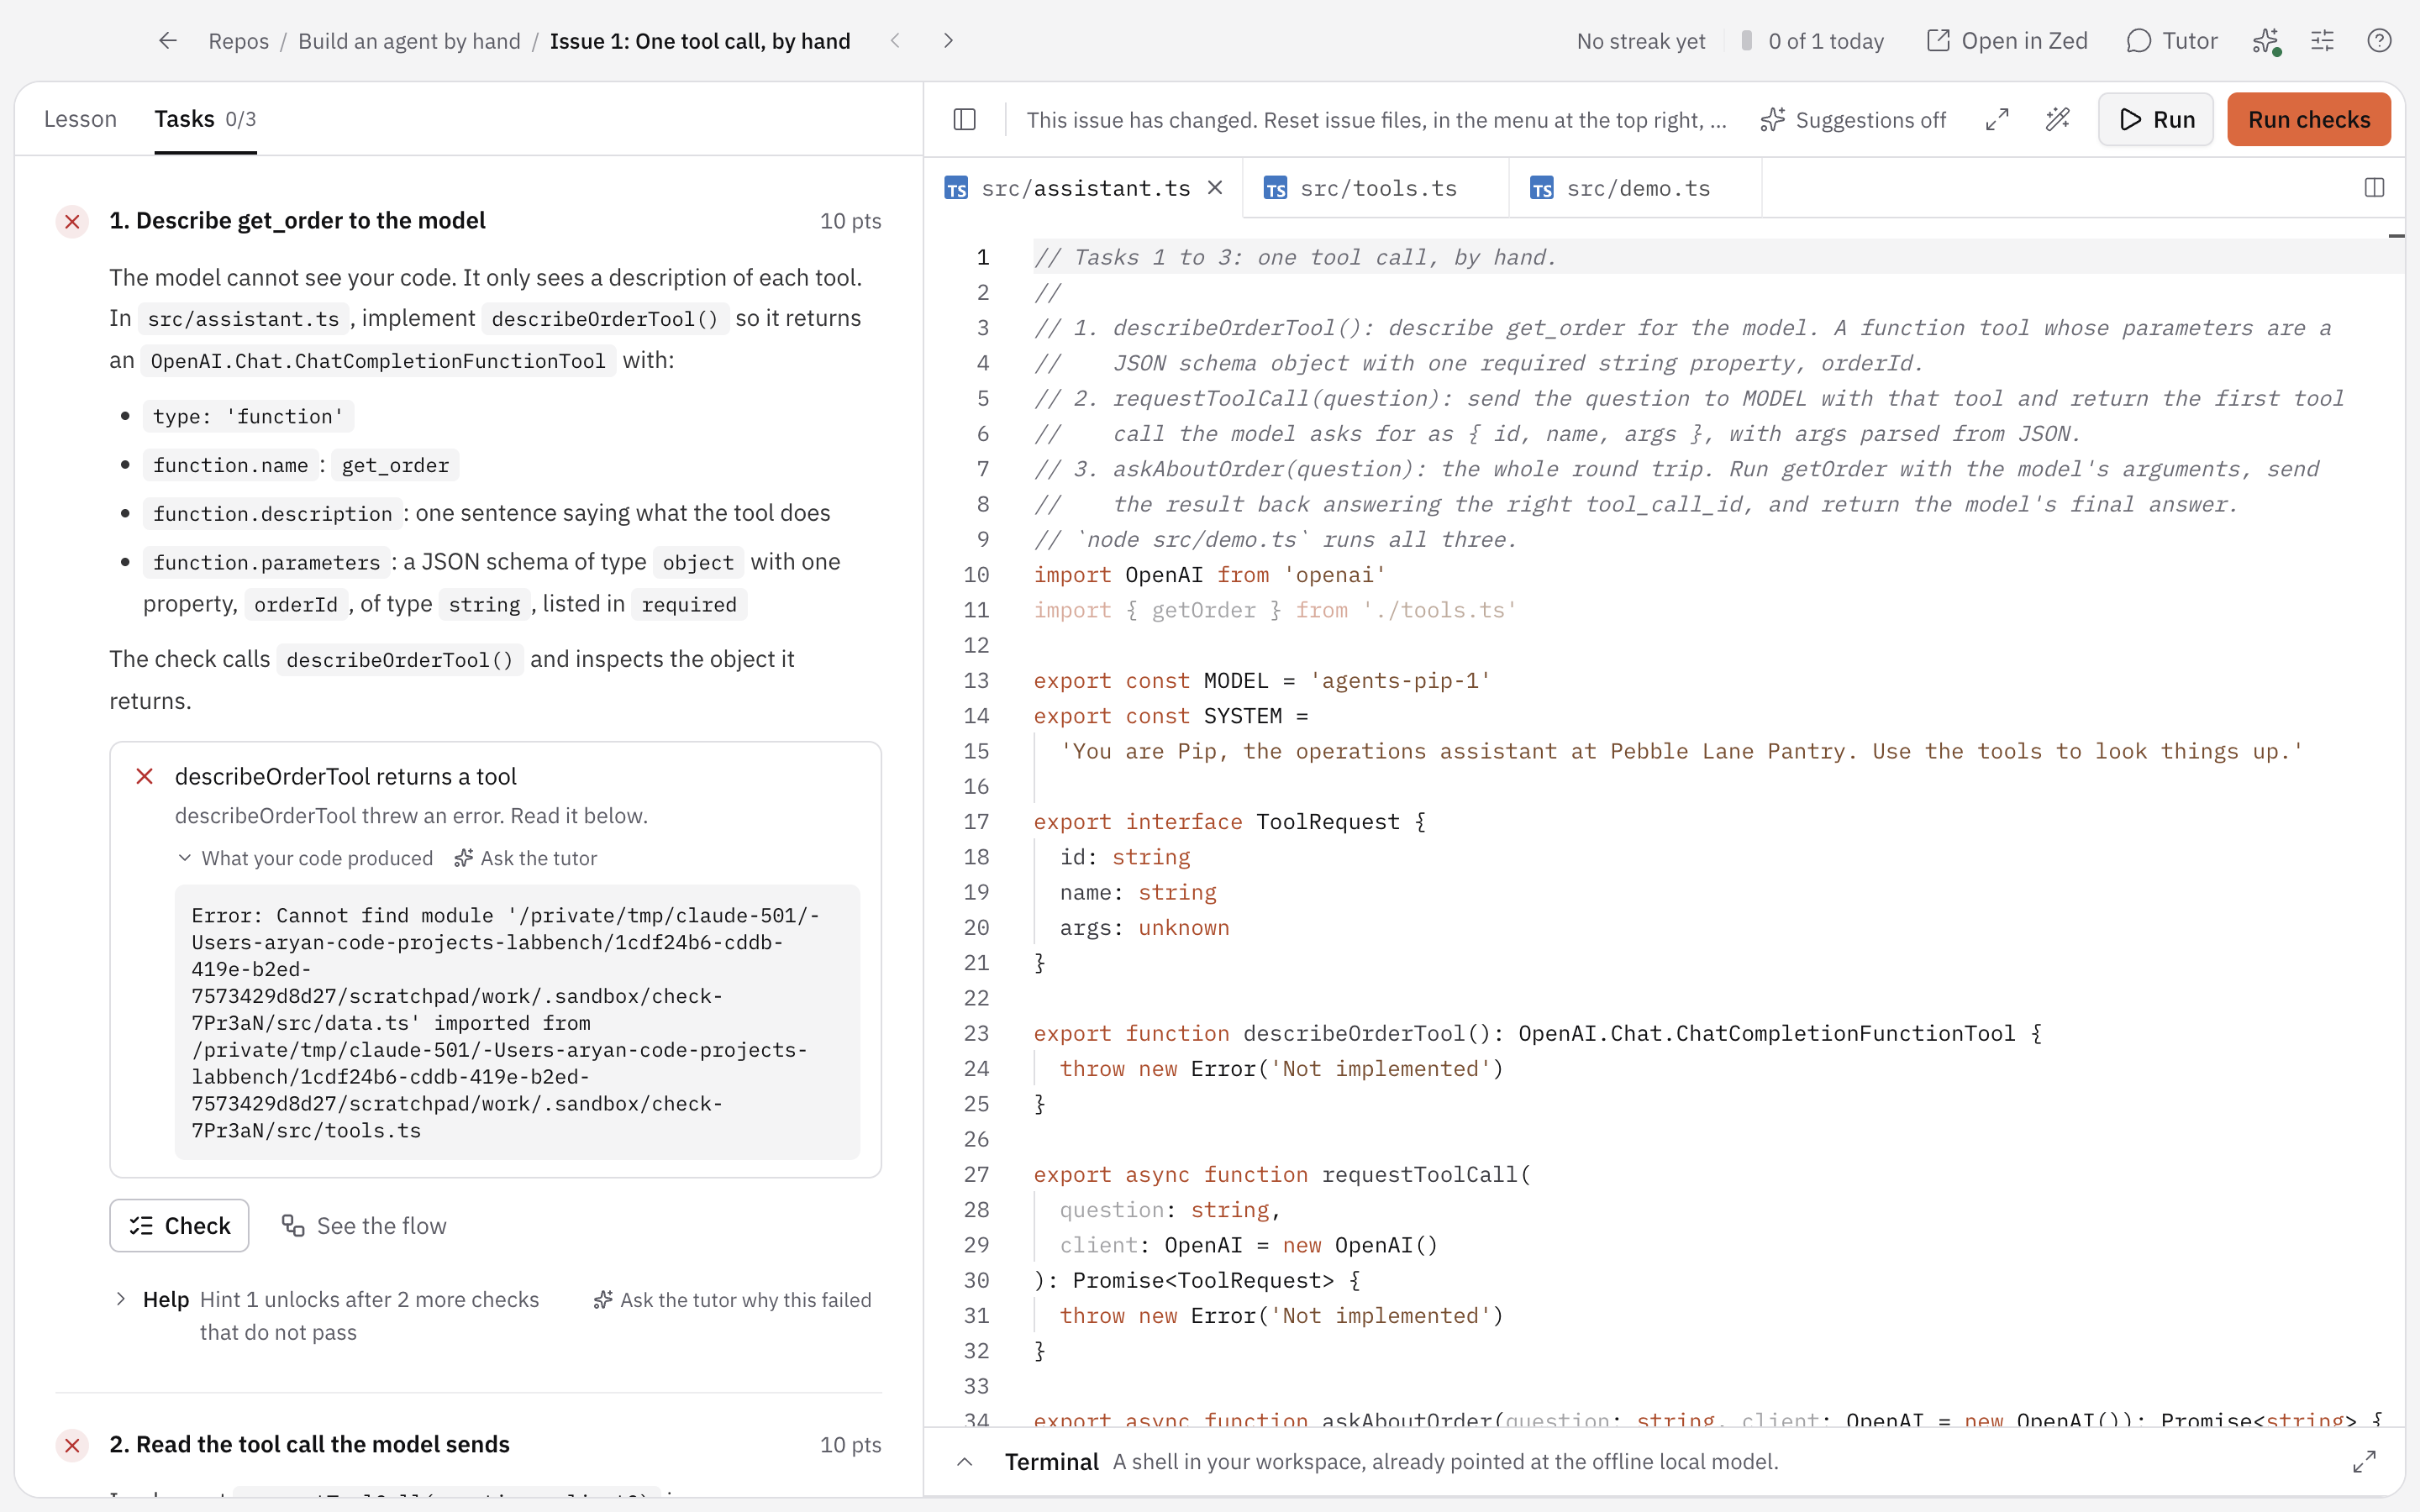 Repos / Build an agent by hand / Issue 1: One tool call, by hand
No streak yet
0 of 1 today
Open in Zed
Tutor
Lesson
Tasks 0/3
1. Describe get_order to the model
10 pts
The model cannot see your code. It only sees a description of each tool.
In src/assistant.ts, implement describeOrderTool() so it returns
an OpenAI.Chat.ChatCompletionFunctionTool with:
• type: 'function'
• function.name: get_order
• function.description: one sentence saying what the tool does
• function.parameters: a JSON schema of type object with one
property, orderId, of type string, listed in required
The check calls describeOrderTool() and inspects the object it
returns.
describeOrderTool returns a tool
describeOrderTool threw an error. Read it below.
What your code produced
Ask the tutor
Error: Cannot find module '/private/tmp/claude-501/-
Users-aryan-code-projects-labbench/1cdf24b6-cddb-
419e-b2ed-
7573429d8d27/scratchpad/work/.sandbox/check-
7Pr3aN/src/data.ts' imported from
/private/tmp/claude-501/-Users-aryan-code-projects-
labbench/1cdf24b6-cddb-419e-b2ed-
7573429d8d27/scratchpad/work/.sandbox/check-
7Pr3aN/src/tools.ts
Check
See the flow
Help Hint 1 unlocks after 2 more checks
that do not pass
Ask the tutor why this failed
2. Read the tool call the model sends
10 pts
This issue has changed. Reset issue files, in the menu at the top right, ...
Suggestions off
Run
Run checks
TS src/assistant.ts
TS src/tools.ts
TS src/demo.ts
1 // Tasks 1 to 3: one tool call, by hand.
2 //
3 // 1. describeOrderTool(): describe get_order for the model. A function tool whose parameters are a
4 //    JSON schema object with one required string property, orderId.
5 // 2. requestToolCall(question): send the question to MODEL with that tool and return the first tool
6 //    call the model asks for as { id, name, args }, with args parsed from JSON.
7 // 3. askAboutOrder(question): the whole round trip. Run getOrder with the model's arguments, send
8 //    the result back answering the right tool_call_id, and return the model's final answer.
9 // `node src/demo.ts` runs all three.
10 import OpenAI from 'openai'
11 import { getOrder } from './tools.ts'
12
13 export const MODEL = 'agents-pip-1'
14 export const SYSTEM =
15   'You are Pip, the operations assistant at Pebble Lane Pantry. Use the tools to look things up.'
16
17 export interface ToolRequest {
18   id: string
19   name: string
20   args: unknown
21 }
22
23 export function describeOrderTool(): OpenAI.Chat.ChatCompletionFunctionTool {
24   throw new Error('Not implemented')
25 }
26
27 export async function requestToolCall(
28   question: string,
29   client: OpenAI = new OpenAI()
30 ): Promise<ToolRequest> {
31   throw new Error('Not implemented')
32 }
33
34 export async function askAboutOrder(question: string, client: OpenAI = new OpenAI()): Promise<string> {
Terminal A shell in your workspace, already pointed at the offline local model.